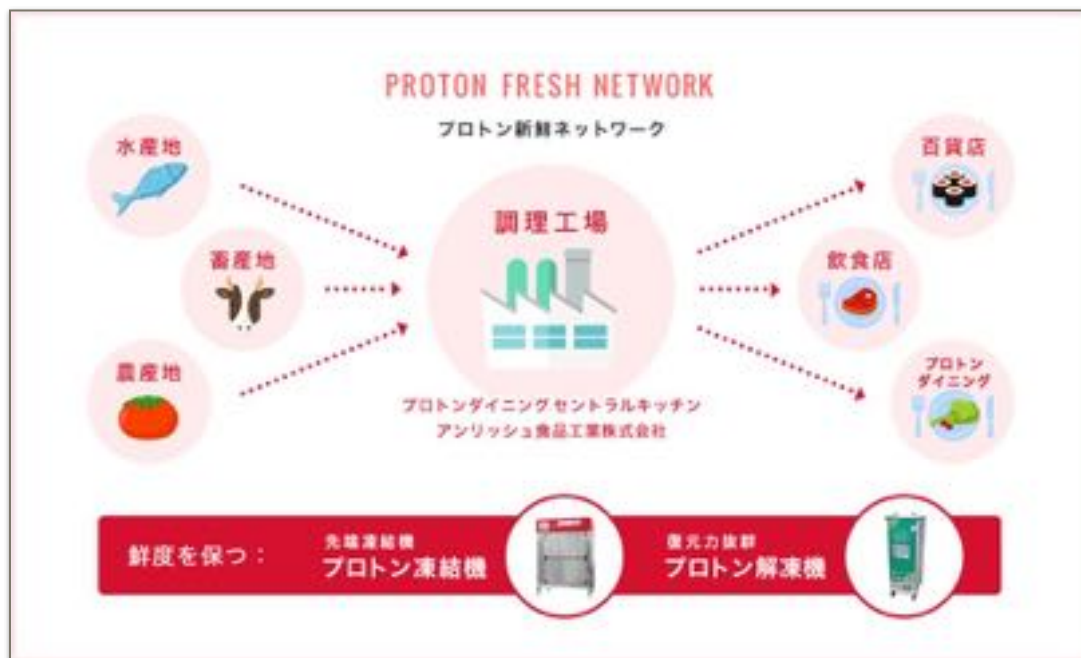 PROTON FRESH NETWORK
プロトン新鮮ネットワーク
水産地
畜産地
農産地
調理工場
プロトンダイニングセントラルキッチン
アンリッシュ食品工業株式会社
百貨店
飲食店
プロトン
ダイニング
鮮度を保つ：
先端凍結機
プロトン凍結機
復元力抜群
プロトン解凍機